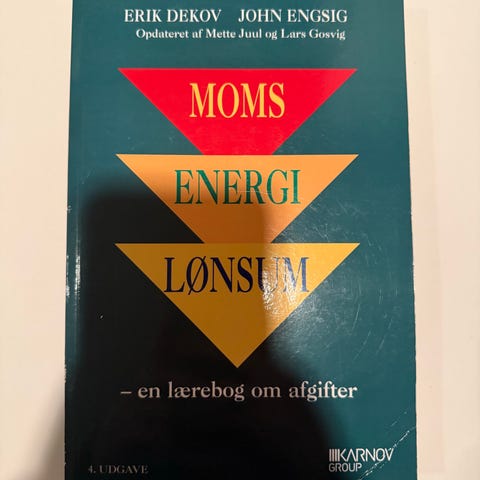 ERIK DEKOV JOHN ENGSIG
Opdateret af Mette Juul og Lars Gosvig
MOMS
ENERGI
LØNSUM
– en lærebog om afgifter
4. UDGAVE
KARNOV
GROUP